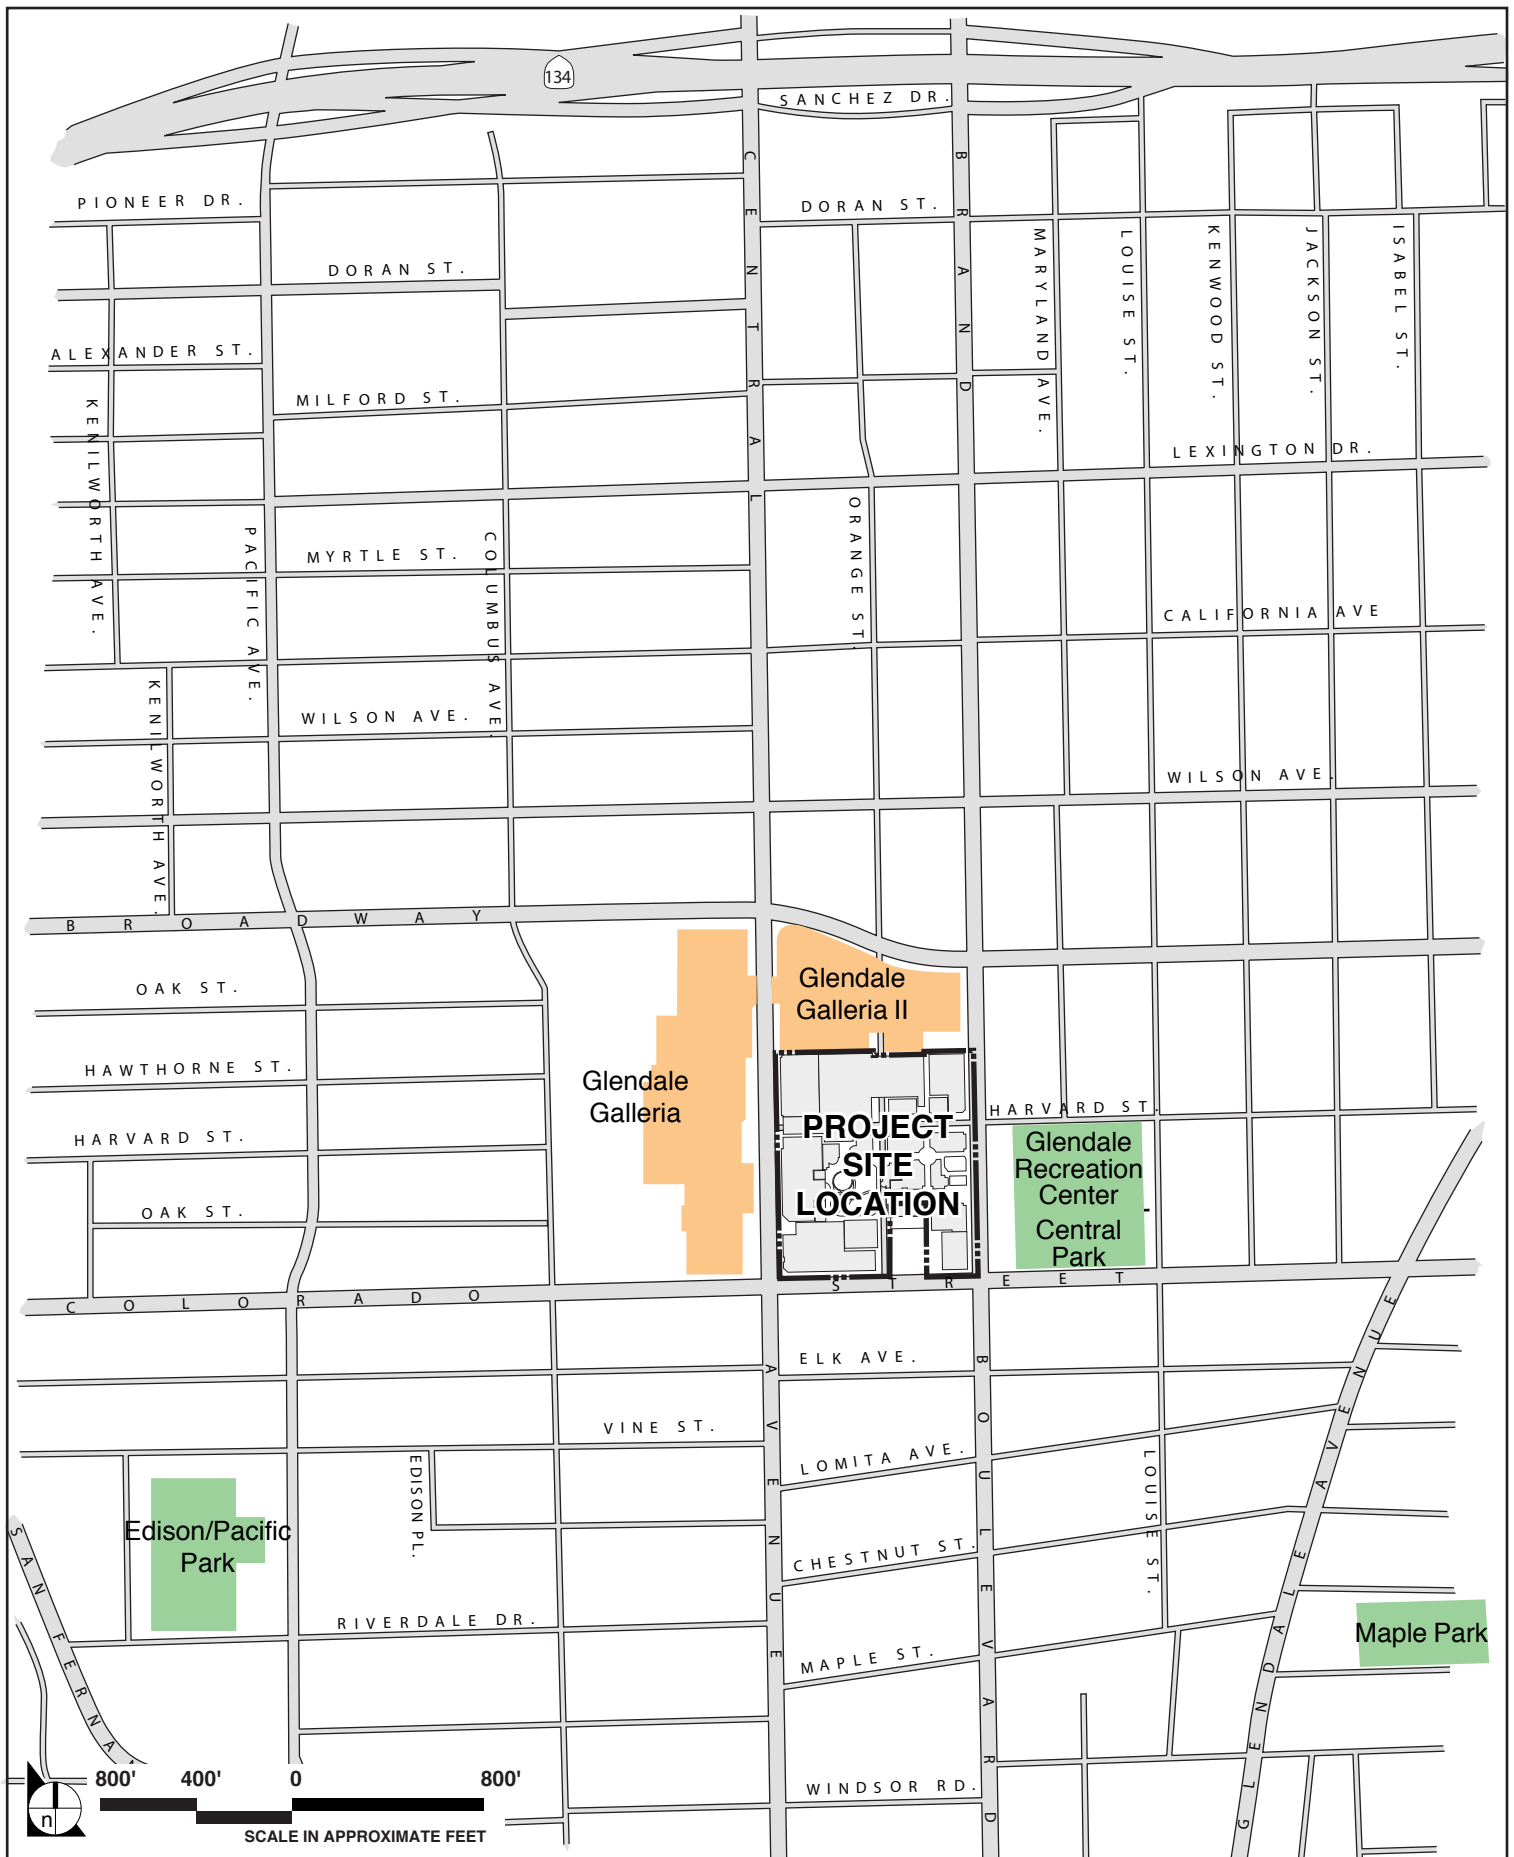 134
SANCHEZ DR.
PIONEER DR.
DORAN ST.
DORAN ST.
ALEXANDER ST.
MILFORD ST.
KENILWORTH AVE.
PACIFIC AVE.
COLUMBUS AVE.
CENTRAL
BRAND
MARYLAND AVE.
LOUISE ST.
KENWOOD ST.
JACKSON ST.
ISABEL ST.
LEXINGTON DR.
ORANGE ST.
MYRTLE ST.
CALIFORNIA AVE
KENILWORTH AVE.
WILSON AVE.
WILSON AVE.
BROADWAY
OAK ST.
Glendale
Galleria II
HAWTHORNE ST.
Glendale
Galleria
HARVARD ST.
HARVARD ST.
PROJECT
SITE
LOCATION
Glendale
Recreation
Center
Central
Park
OAK ST.
COLORADO
STREET
ELK AVE.
AVENUE
BOULEVARD
GLENDALE AVENUE
VINE ST.
LOMITA AVE.
EDISON PL.
LOUISE ST.
Edison/Pacific
Park
CHESTNUT ST.
SAN FERNA
RIVERDALE DR.
MAPLE ST.
Maple Park
WINDSOR RD.
n
800' 400' 0 800'
SCALE IN APPROXIMATE FEET